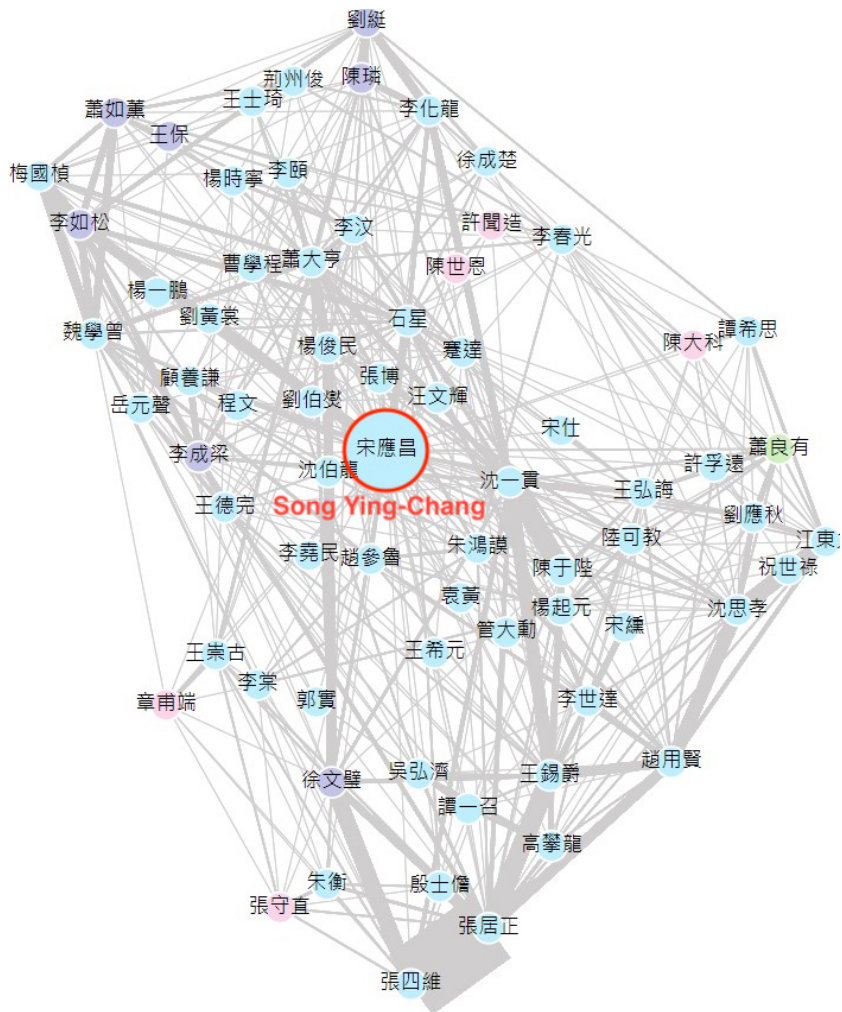 劉綎
荊州俊
陳璘
王士琦
蕭如薰
李化龍
王保
徐成楚
梅國楨
楊時寧
李頤
李如松
李汶
許聞造
李春光
曹學程
蕭大亨
陳世恩
楊一鵬
劉黃裳
石星
魏學曾
楊俊民
蹇達
陳大科
譚希思
張博
顧養謙
岳元聲
程文
劉伯燮
汪文輝
宋應昌
宋仕
李成梁
沈伯龍
沈一貫
許孚遠
蕭良有
王弘誨
王德完
Song Ying-Chang
劉應秋
李堯民
趙參魯
朱鴻謨
陸可教
江東
陳于陛
祝世祿
袁黃
楊起元
沈思孝
管大勳
宋纁
王崇古
王希元
李棠
章甫端
郭實
李世達
徐文璧
吳弘濟
王錫爵
趙用賢
譚一召
高攀龍
朱衡
殷士儋
張守直
張居正
張四維